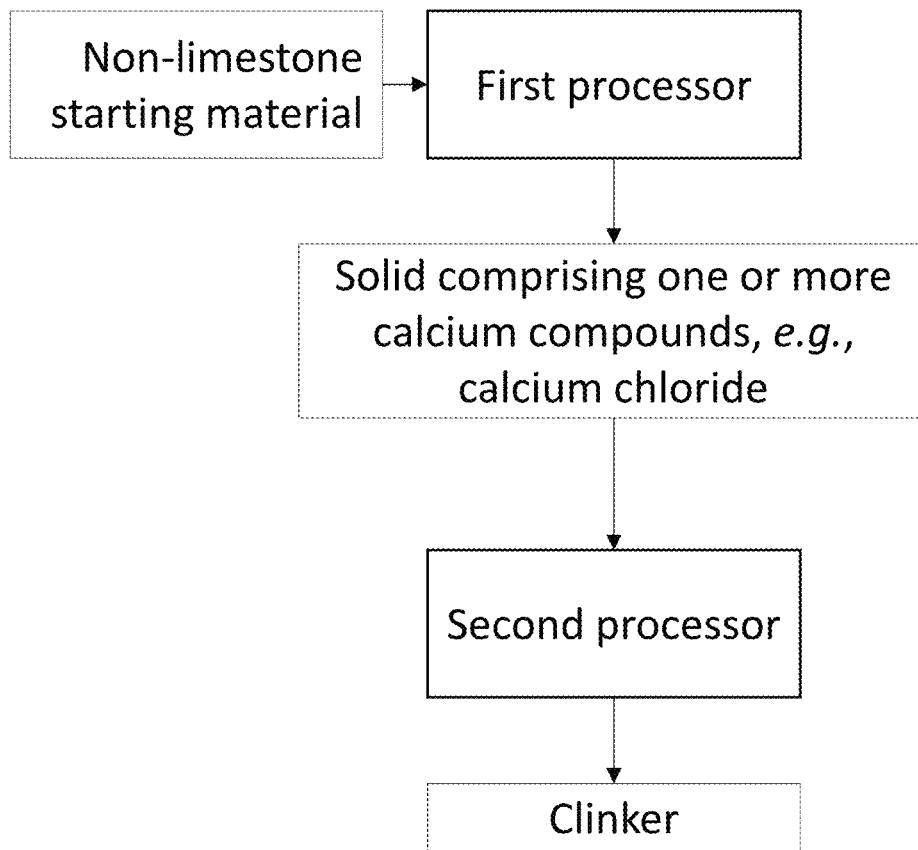 Non-limestone
starting material
First processor
Solid comprising one or more
calcium compounds, e.g.,
calcium chloride
Second processor
Clinker